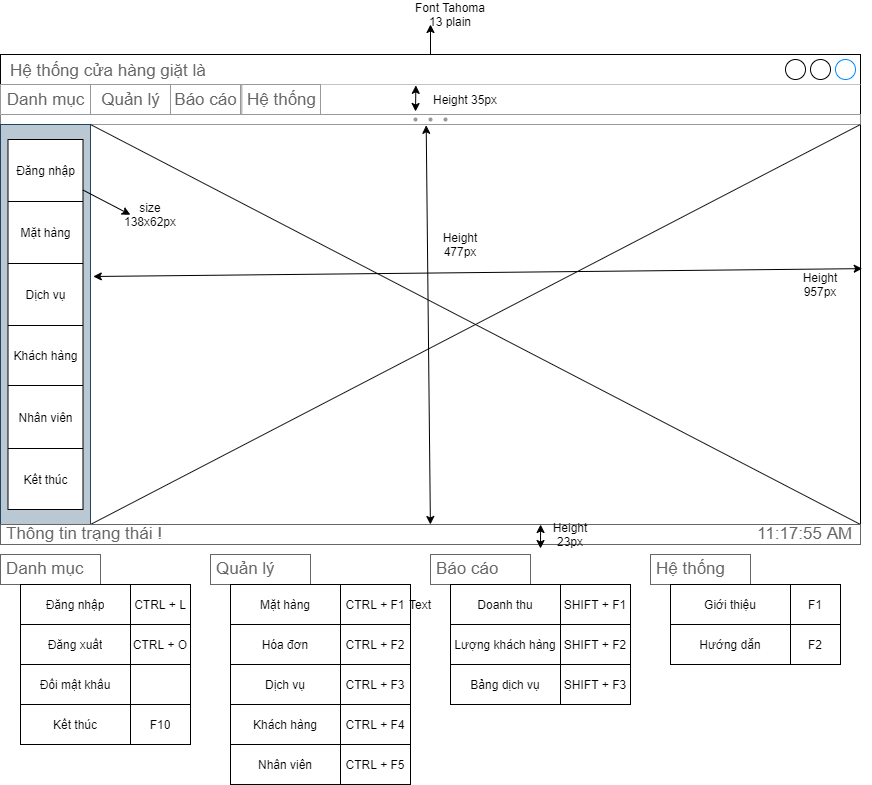 Font Tahoma
13 plain
Hệ thống cửa hàng giặt là
Danh mục Quản lý Báo cáo Hệ thống
Height 35px
Đăng nhập
size
138x62px
Mặt hàng
Height
477px
Height
957px
Dịch vụ
Khách hàng
Nhân viên
Kết thúc
Thông tin trạng thái !
Height
23px
11:17:55 AM
Danh mục
Đăng nhập CTRL + L
Đăng xuất CTRL + O
Đổi mật khẩu
Kết thúc F10
Quản lý
Mặt hàng CTRL + F1 Text
Hóa đơn CTRL + F2
Dịch vụ CTRL + F3
Khách hàng CTRL + F4
Nhân viên CTRL + F5
Báo cáo
Doanh thu SHIFT + F1
Lượng khách hàng SHIFT + F2
Bảng dịch vụ SHIFT + F3
Hệ thống
Giới thiệu F1
Hướng dẫn F2